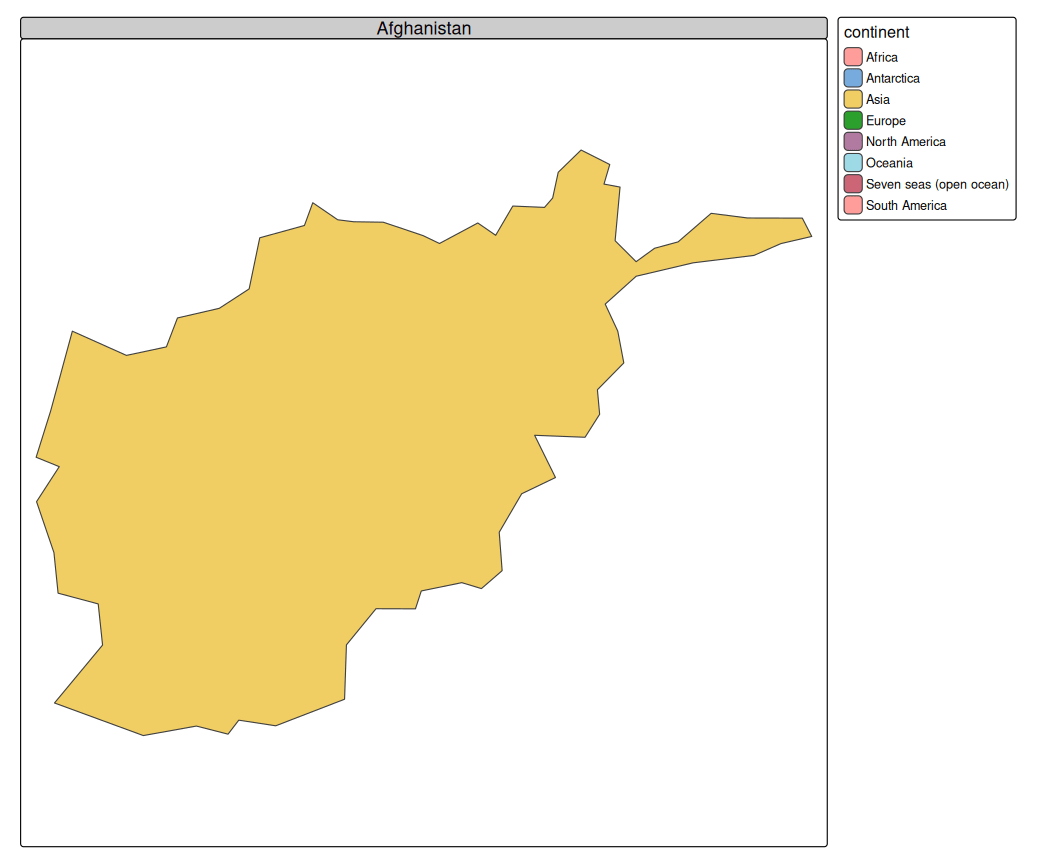 Afghanistan
continent
Africa
Antarctica
Asia
Europe
North America
Oceania
Seven seas (open ocean)
South America